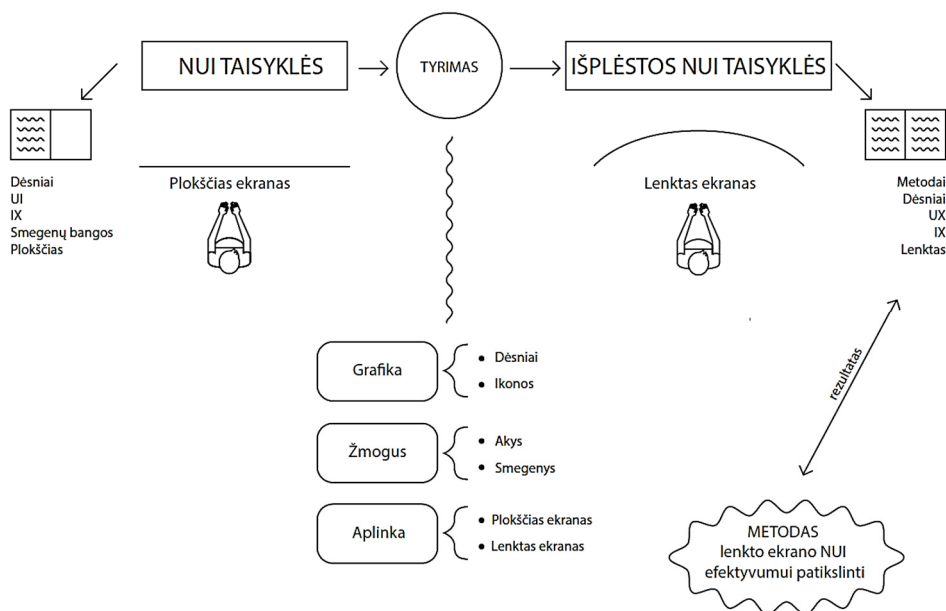 NUI TAISYKLĖS
TYRIMAS
IŠPLĖSTOS NUI TAISYKLĖS
Dėsniai
UI
IX
Smegenų bangos
Plokščias
Plokščias ekranas
Lenktas ekranas
Metodai
Dėsniai
UX
IX
Lenktas
Grafika
• Dėsniai
• Ikonos
Žmogus
• Akys
• Smegenys
Aplinka
• Plokščias ekranas
• Lenktas ekranas
rezultatas
METODAS
lenkto ekrano NUI
efektyvumui patikslinti